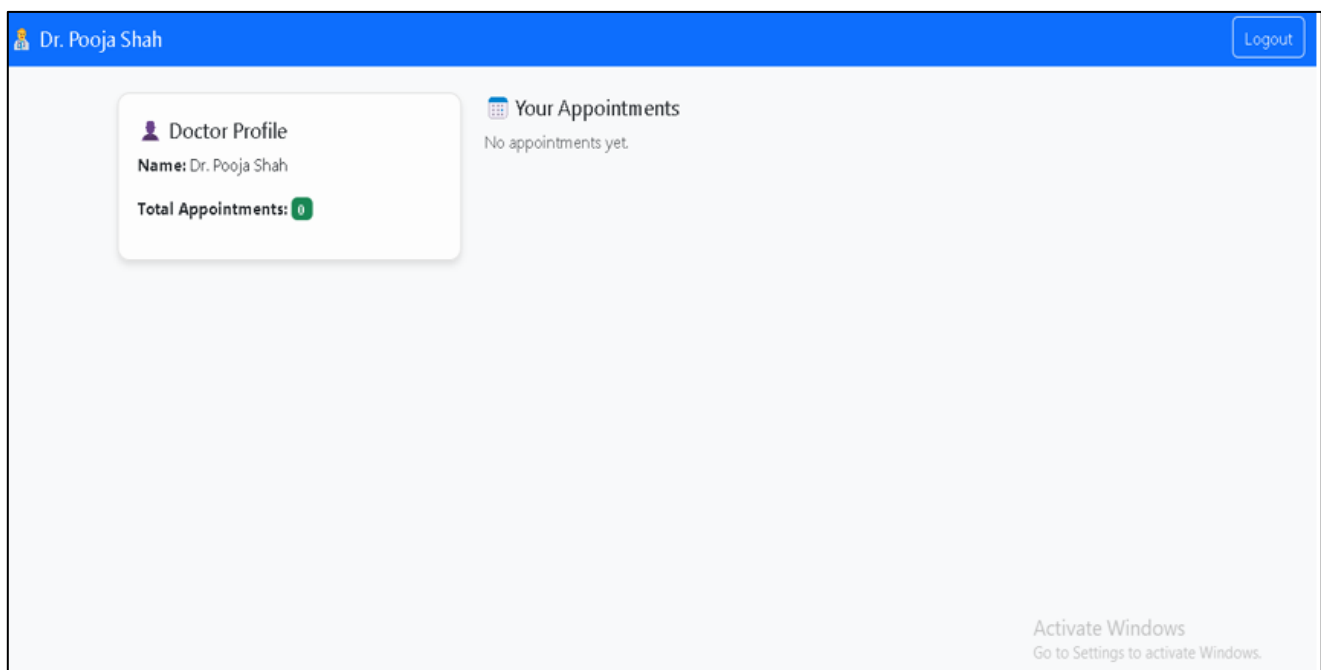 Dr. Pooja Shah
Logout
Doctor Profile
Name: Dr. Pooja Shah
Total Appointments: 0
Your Appointments
No appointments yet.
Activate Windows
Go to Settings to activate Windows.